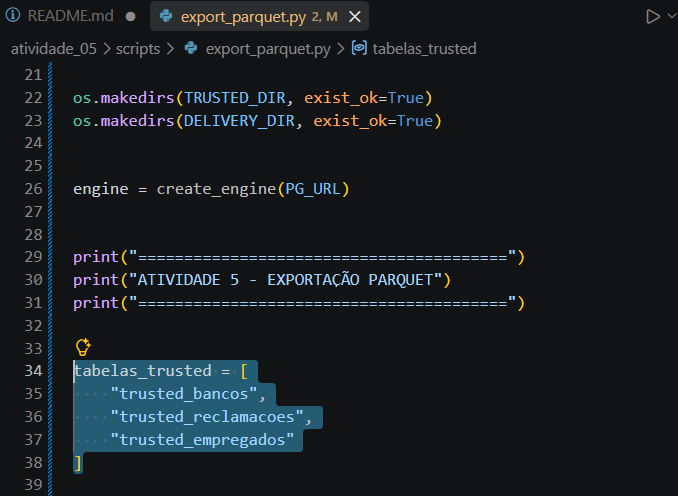 README.md
export_parquet.py 2, M
atividade_05 > scripts > export_parquet.py > tabelas_trusted
21
22 os.makedirs(TRUSTED_DIR, exist_ok=True)
23 os.makedirs(DELIVERY_DIR, exist_ok=True)
24
25
26 engine = create_engine(PG_URL)
27
28
29 print("========================================")
30 print("ATIVIDADE 5 - EXPORTAÇÃO PARQUET")
31 print("========================================")
32
33
34 tabelas_trusted = [
35     "trusted_bancos",
36     "trusted_reclamacoes",
37     "trusted_empregados"
38 ]
39